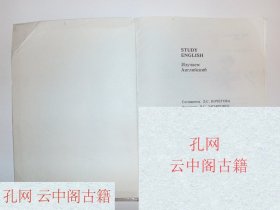 STUDY
ENGLISH
Изучаем
Английский
孔网
云中阁古籍
孔网
云中阁古籍